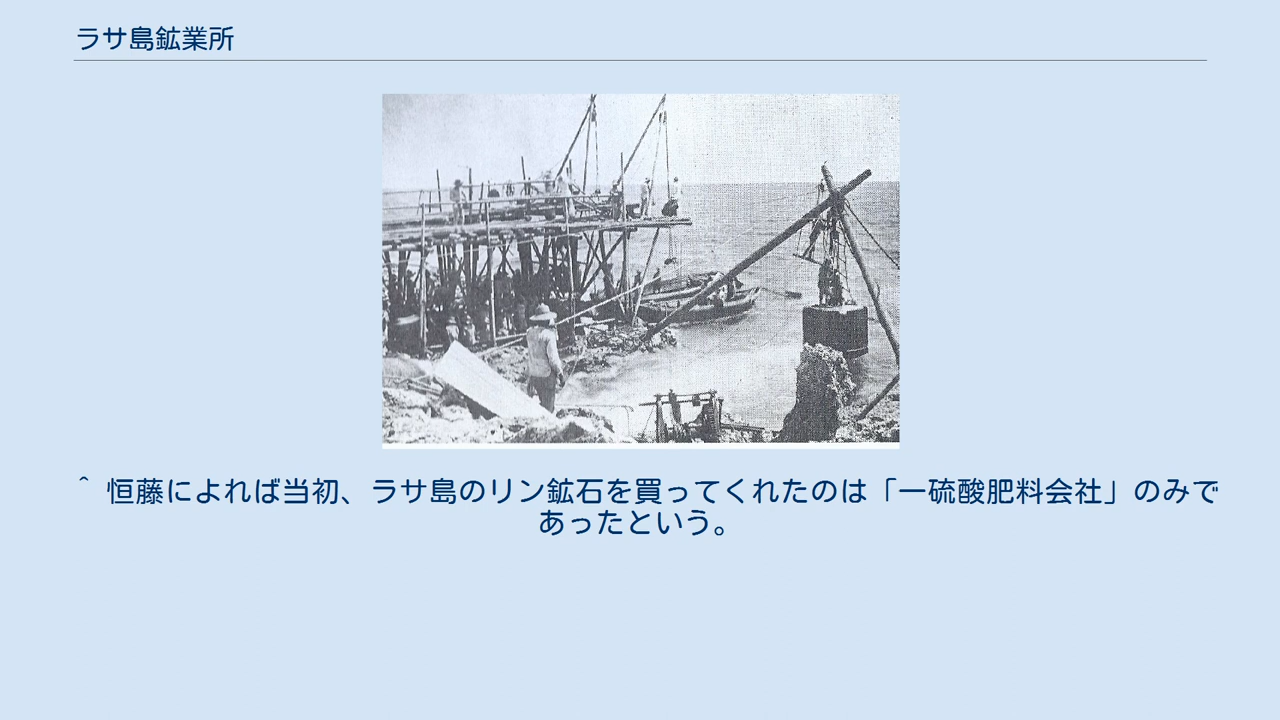 ラサ島鉱業所
^ 恒藤によれば当初、ラサ島のリン鉱石を買ってくれたのは「一硫酸肥料会社」のみで
あったという。